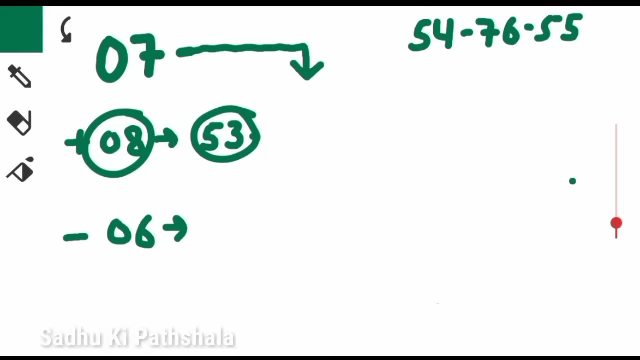 07 54-76-55
+ 08 → 53
- 06 →
Sadhu Ki Pathshala